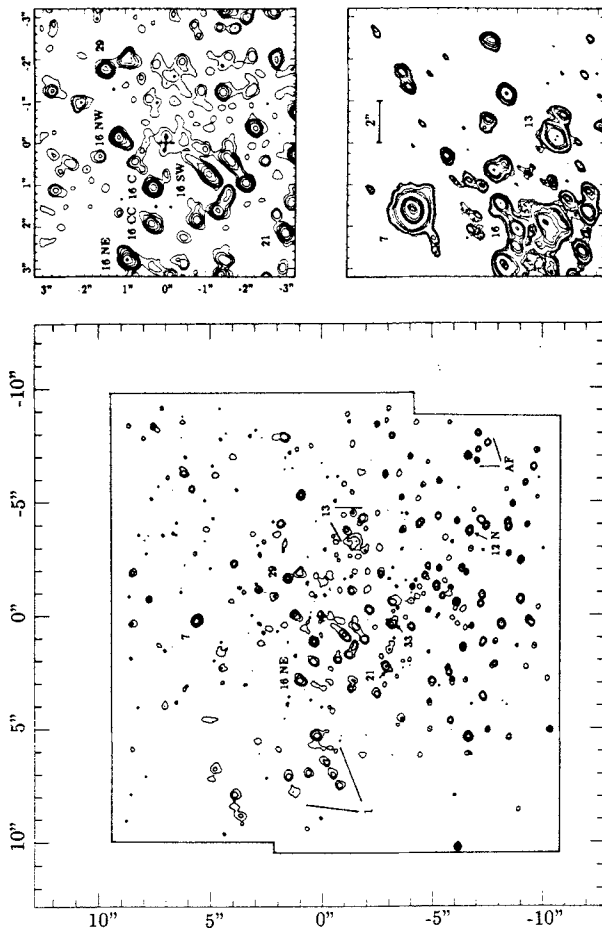 -3"
-2"
-1"
0"
1"
2"
3"
29
16 NW
16 C
16 CC
16 SW
16 NE
21
3" -2" 1" 0" -1" -2" -3"
2"
13
7
16
-10"
-5"
0"
5"
10"
AF
13
12 N
29
7
33
16 NE
21
1
10" 5" 0" -5" -10"